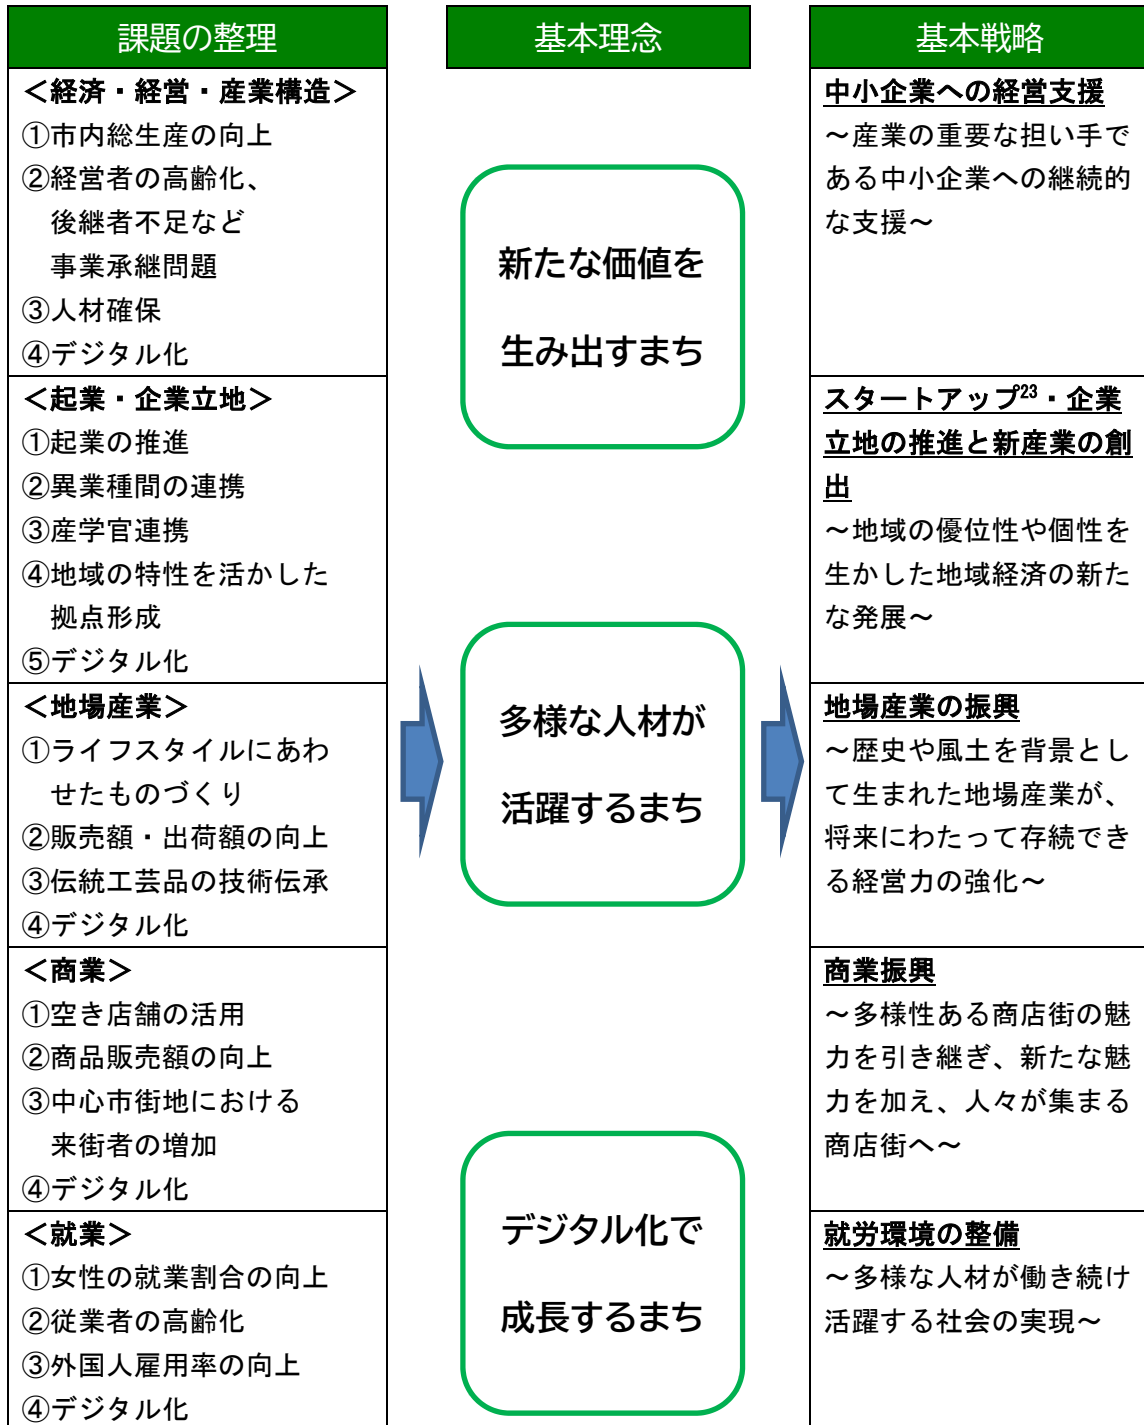 課題の整理
<経済・経営・産業構造>
①市内総生産の向上
②経営者の高齢化、
後継者不足など
事業承継問題
③人材確保
④デジタル化
<起業・企業立地>
①起業の推進
②異業種間の連携
③産学官連携
④地域の特性を活かした
拠点形成
⑤デジタル化
<地場産業>
①ライフスタイルにあわ
せたものづくり
②販売額・出荷額の向上
③伝統工芸品の技術伝承
④デジタル化
<商業>
①空き店舗の活用
②商品販売額の向上
③中心市街地における
来街者の増加
④デジタル化
<就業>
①女性の就業割合の向上
②従業者の高齢化
③外国人雇用率の向上
④デジタル化
基本理念
新たな価値を
生み出すまち
多様な人材が
活躍するまち
デジタル化で
成長するまち
基本戦略
中小企業への経営支援
～産業の重要な担い手で
ある中小企業への継続的
な支援～
スタートアップ23・企業
立地の推進と新産業の創
出
～地域の優位性や個性を
生かした地域経済の新た
な発展～
地場産業の振興
～歴史や風土を背景とし
て生まれた地場産業が、
将来にわたって存続でき
る経営力の強化～
商業振興
～多様性ある商店街の魅
力を引き継ぎ、新たな魅
力を加え、人々が集まる
商店街へ～
就労環境の整備
～多様な人材が働き続け
活躍する社会の実現～